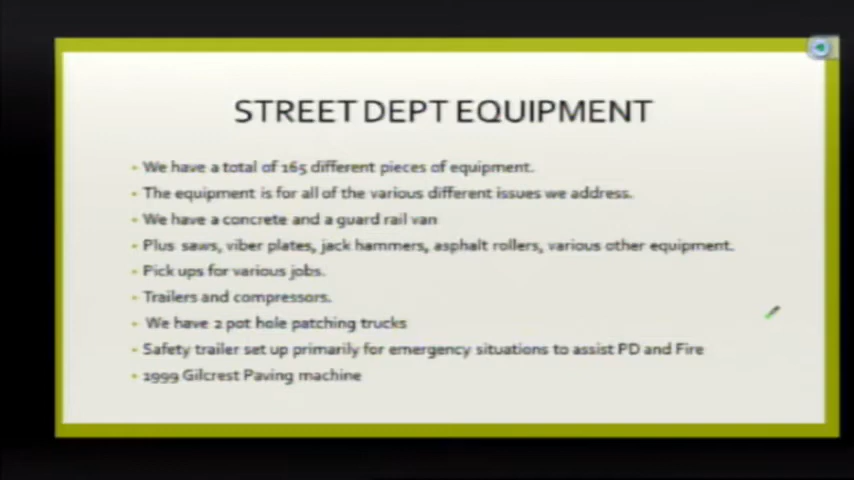 STREET DEPT EQUIPMENT
We have a total of 165 different pieces of equipment.
The equipment is for all of the various different issues we address.
We have a concrete and a guard rail van
Plus saws, viber plates, jack hammers, asphalt rollers, various other equipment.
Pick ups for various jobs.
Trailers and compressors.
We have 2 pot hole patching trucks
Safety trailer set up primarily for emergency situations to assist PD and Fire
1999 Gilcrest Paving machine